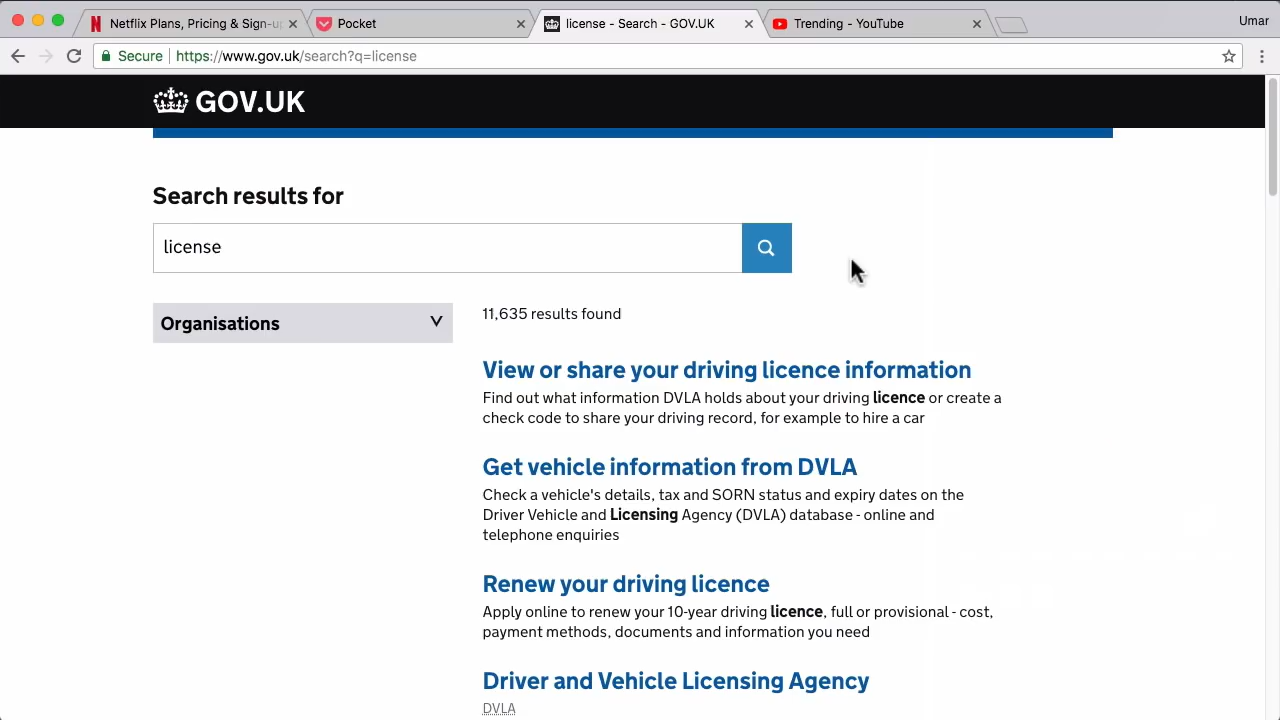 Netflix Plans, Pricing & Sign-u
Pocket
license - Search - GOV.UK
Trending - YouTube
Umar
Secure
https://www.gov.uk/search?q=license
GOV.UK
Search results for
license
Organisations
11,635 results found
View or share your driving licence information
Find out what information DVLA holds about your driving licence or create a
check code to share your driving record, for example to hire a car
Get vehicle information from DVLA
Check a vehicle's details, tax and SORN status and expiry dates on the
Driver Vehicle and Licensing Agency (DVLA) database - online and
telephone enquiries
Renew your driving licence
Apply online to renew your 10-year driving licence, full or provisional - cost,
payment methods, documents and information you need
Driver and Vehicle Licensing Agency
DVLA